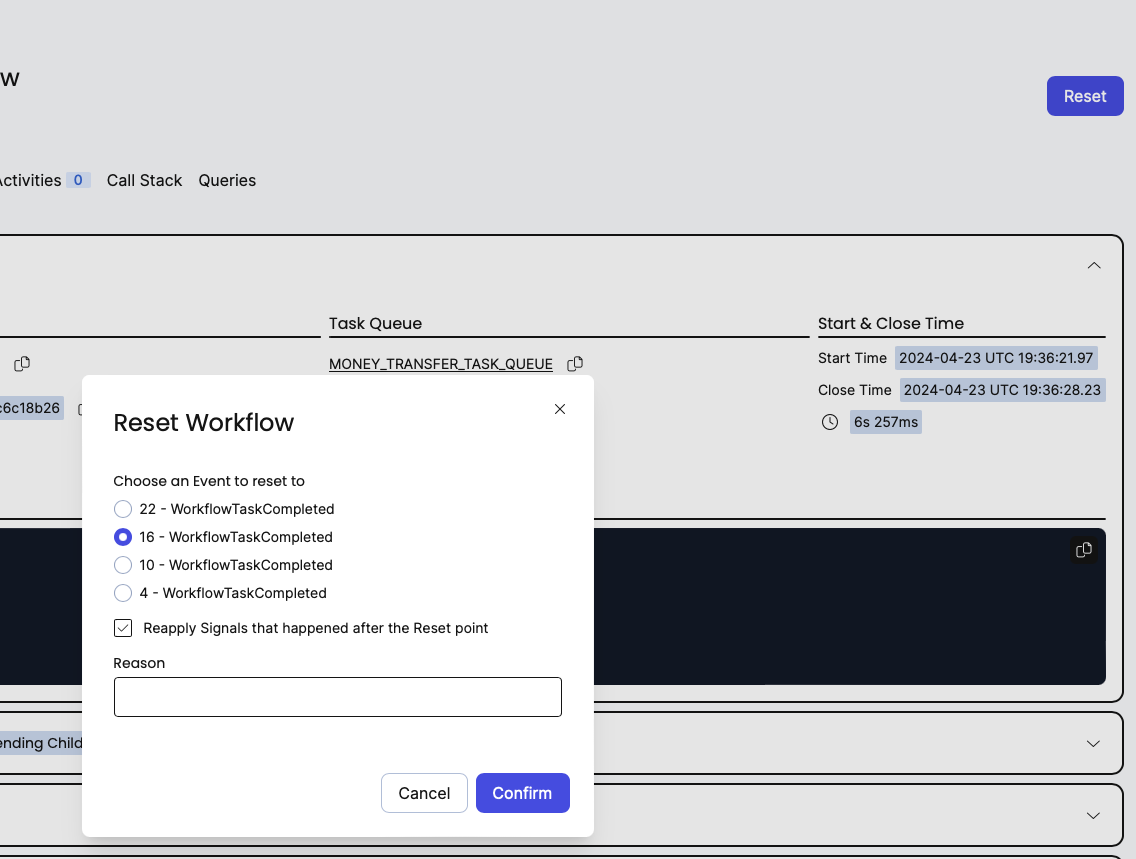 w
Reset
Activities 0 Call Stack Queries
Task Queue
Start & Close Time
MONEY_TRANSFER_TASK_QUEUE
Start Time 2024-04-23 UTC 19:36:21.97
Close Time 2024-04-23 UTC 19:36:28.23
c6c18b26
6s 257ms
Reset Workflow
Choose an Event to reset to
22 - WorkflowTaskCompleted
16 - WorkflowTaskCompleted
10 - WorkflowTaskCompleted
4 - WorkflowTaskCompleted
Reapply Signals that happened after the Reset point
Reason
ending Child
Cancel
Confirm